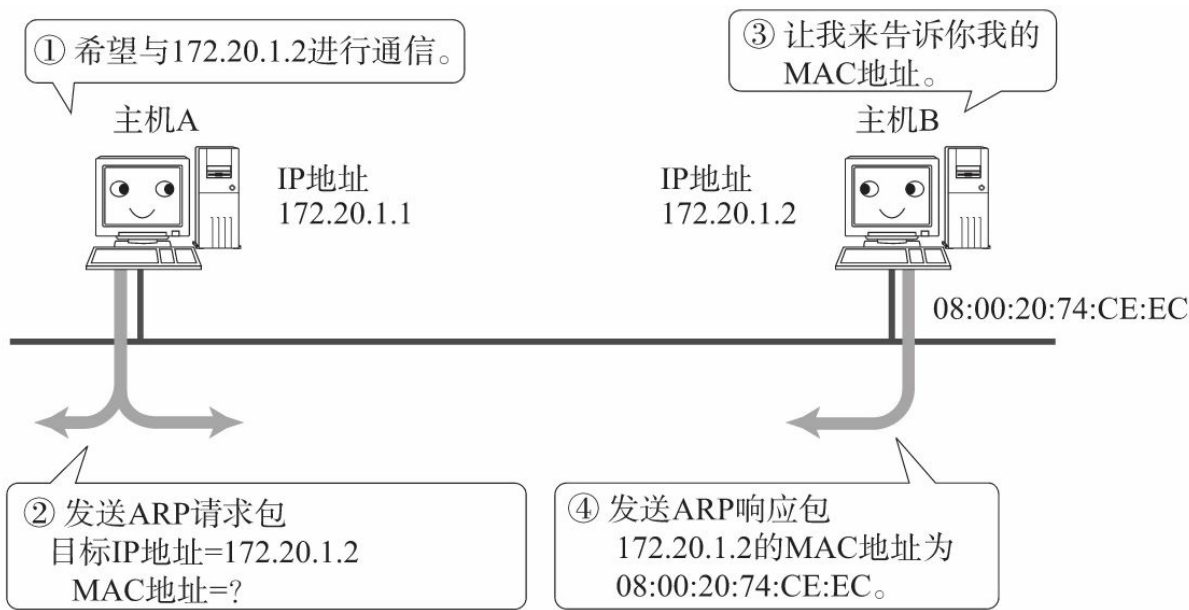 ① 希望与172.20.1.2进行通信。
③ 让我来告诉你我的
MAC地址。
主机A
主机B
IP地址
172.20.1.1
IP地址
172.20.1.2
08:00:20:74:CE:EC
② 发送ARP请求包
目标IP地址=172.20.1.2
MAC地址=?
④ 发送ARP响应包
172.20.1.2的MAC地址为
08:00:20:74:CE:EC。